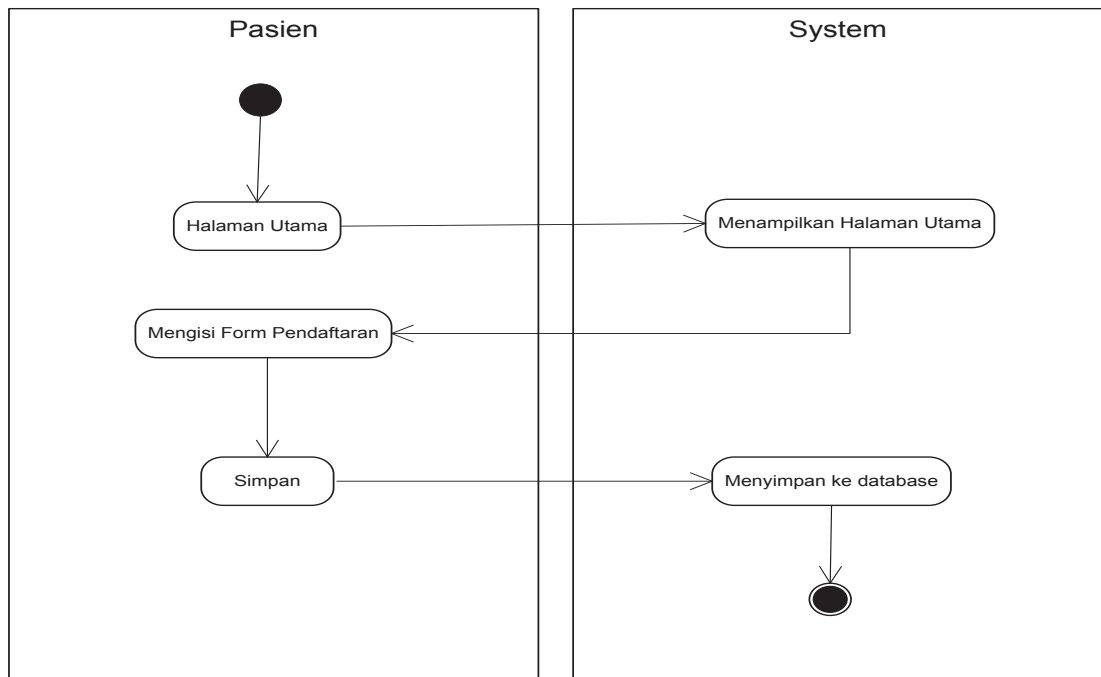 Pasien
System
Halaman Utama
Menampilkan Halaman Utama
Mengisi Form Pendaftaran
Simpan
Menyimpan ke database